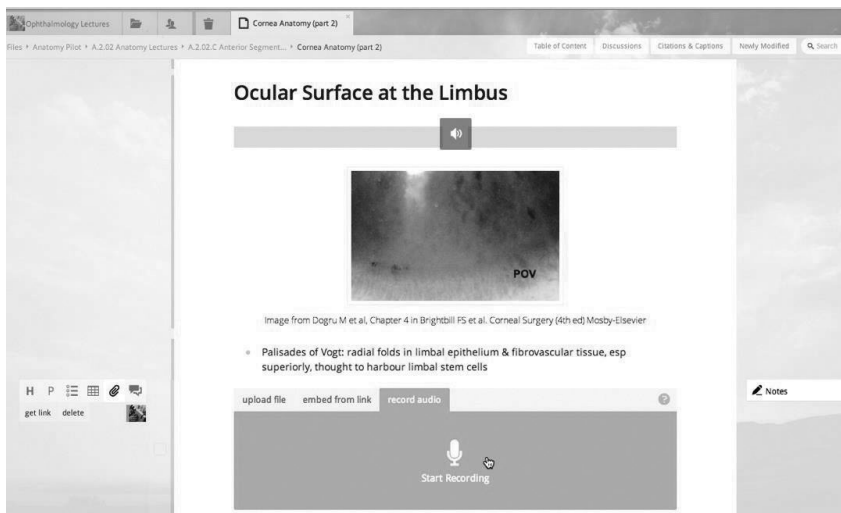 Ophthalmology Lectures
Cornea Anatomy (part 2)
Files › Anatomy Pilot › A.2.02 Anatomy Lectures › A.2.02.C Anterior Segment... › Cornea Anatomy (part 2)
Table of Content
Discussions
Citations & Captions
Newly Modified
Search
Ocular Surface at the Limbus
POV
Image from Dogru M et al, Chapter 4 in Brightbill FS et al. Corneal Surgery (4th ed) Mosby-Elsevier
Palisades of Vogt: radial folds in limbal epithelium & fibrovascular tissue, esp
superiorly, thought to harbour limbal stem cells
H P
get link delete
upload file embed from link record audio ?
Start Recording
Notes